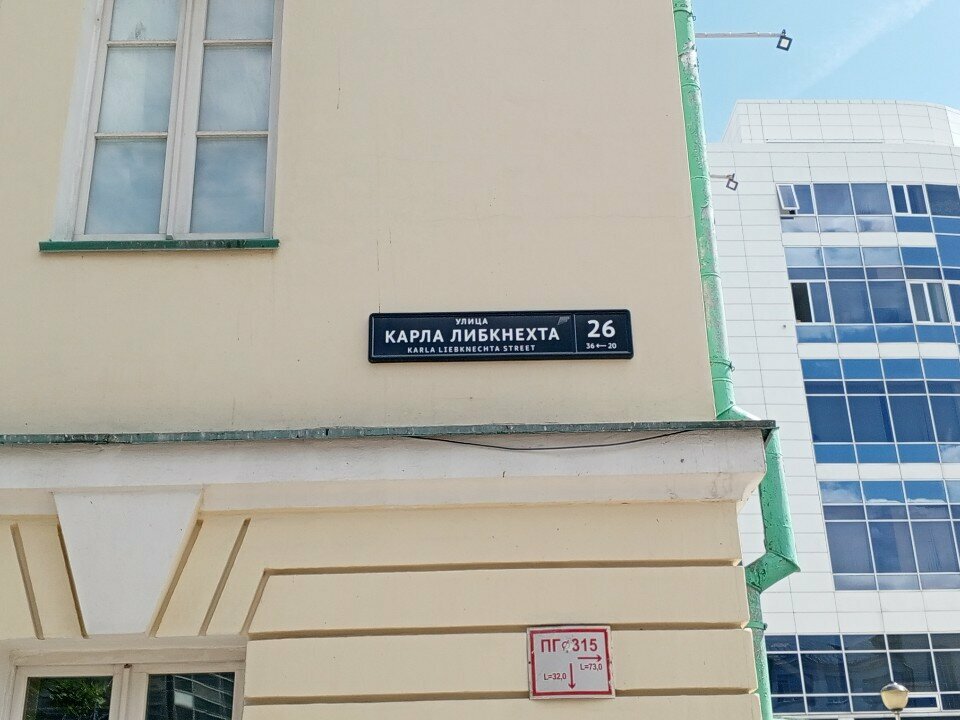 УЛИЦА
КАРЛА ЛИБКНЕХТА
KARLA LIEBKNECHTA STREET
26
36 ⟵ 20
ПГ 315
L=73,0
L=32,0